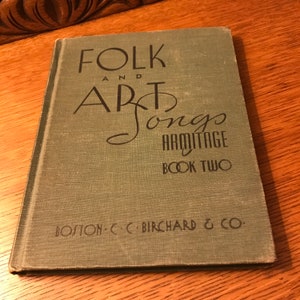 FOLK
AND
ART
Songs
ARMITAGE
BOOK TWO
BOSTON · C · C · BIRCHARD & CO ·